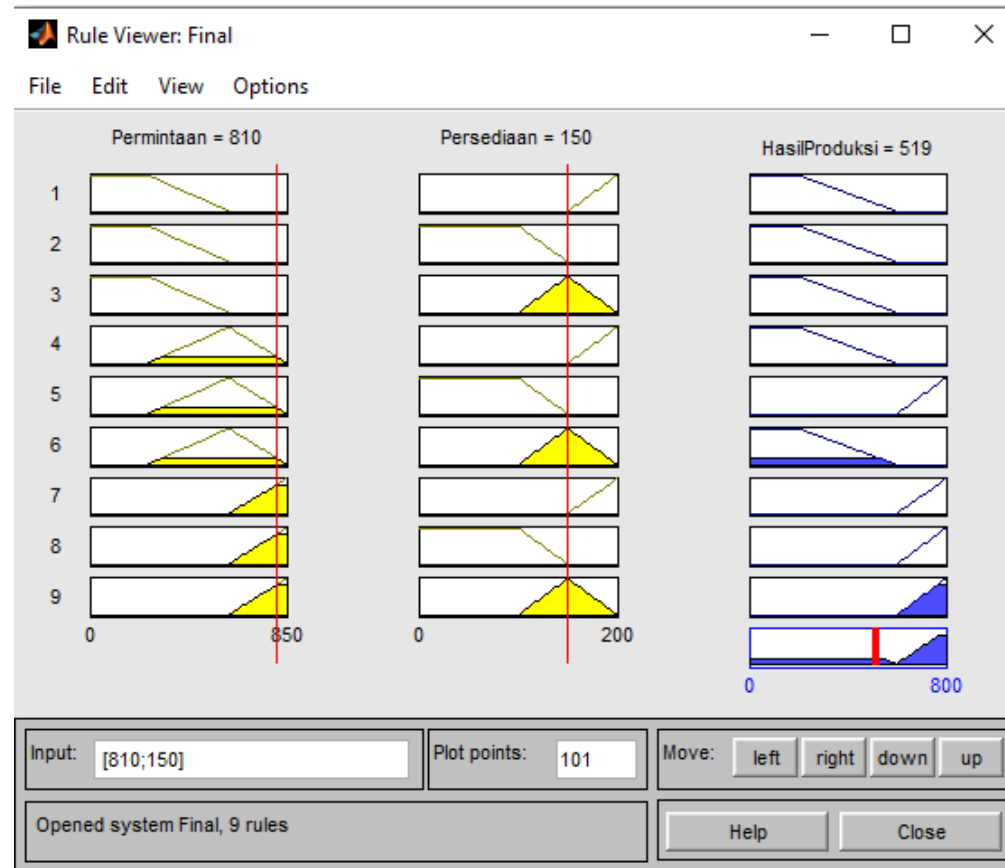 Rule Viewer: Final
File Edit View Options
Permintaan = 810
Persediaan = 150
HasilProduksi = 519
1
2
3
4
5
6
7
8
9
0 850
0 200
0 800
Input: [810;150]
Plot points: 101
Move: left right down up
Opened system Final, 9 rules
Help Close